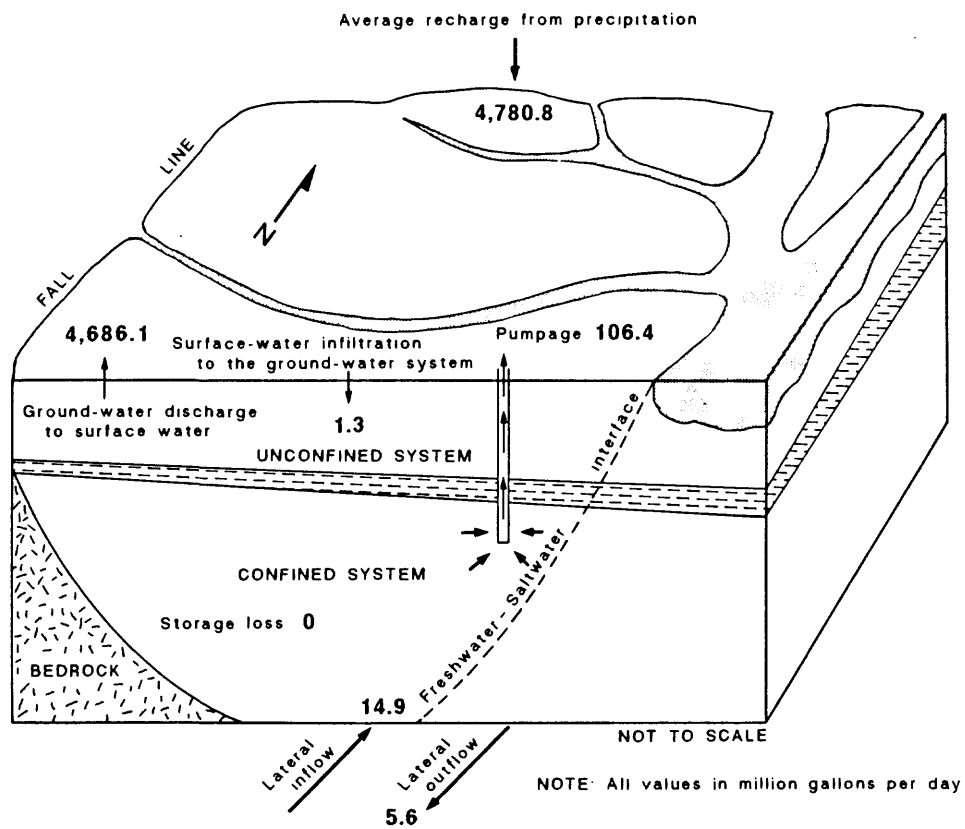 Average recharge from precipitation
4,780.8
LINE
N
FALL
4,686.1
Surface-water infiltration
to the ground-water system
Pumpage 106.4
Ground-water discharge
to surface water
1.3
UNCONFINED SYSTEM
Freshwater - Saltwater Interface
CONFINED SYSTEM
Storage loss 0
BEDROCK
14.9
NOT TO SCALE
Lateral
inflow
Lateral
outflow
5.6
NOTE: All values in million gallons per day